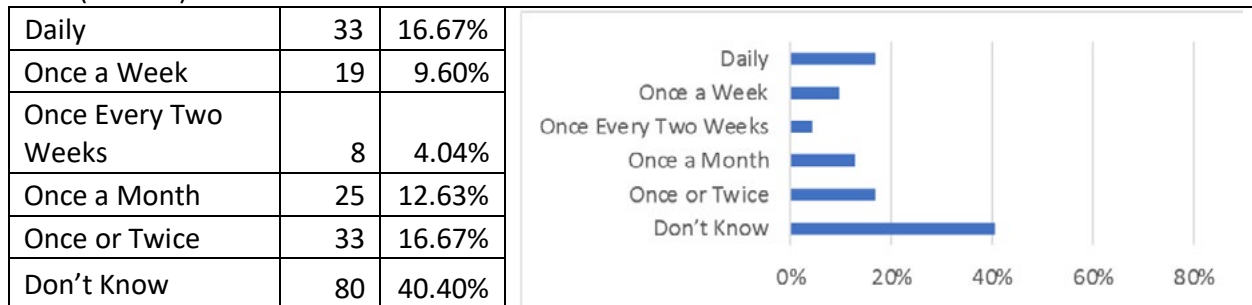 Daily 33 16.67%
Once a Week 19 9.60%
Once Every Two
Weeks 8 4.04%
Once a Month 25 12.63%
Once or Twice 33 16.67%
Don’t Know 80 40.40%
Daily
Once a Week
Once Every Two Weeks
Once a Month
Once or Twice
Don’t Know
0% 20% 40% 60% 80%